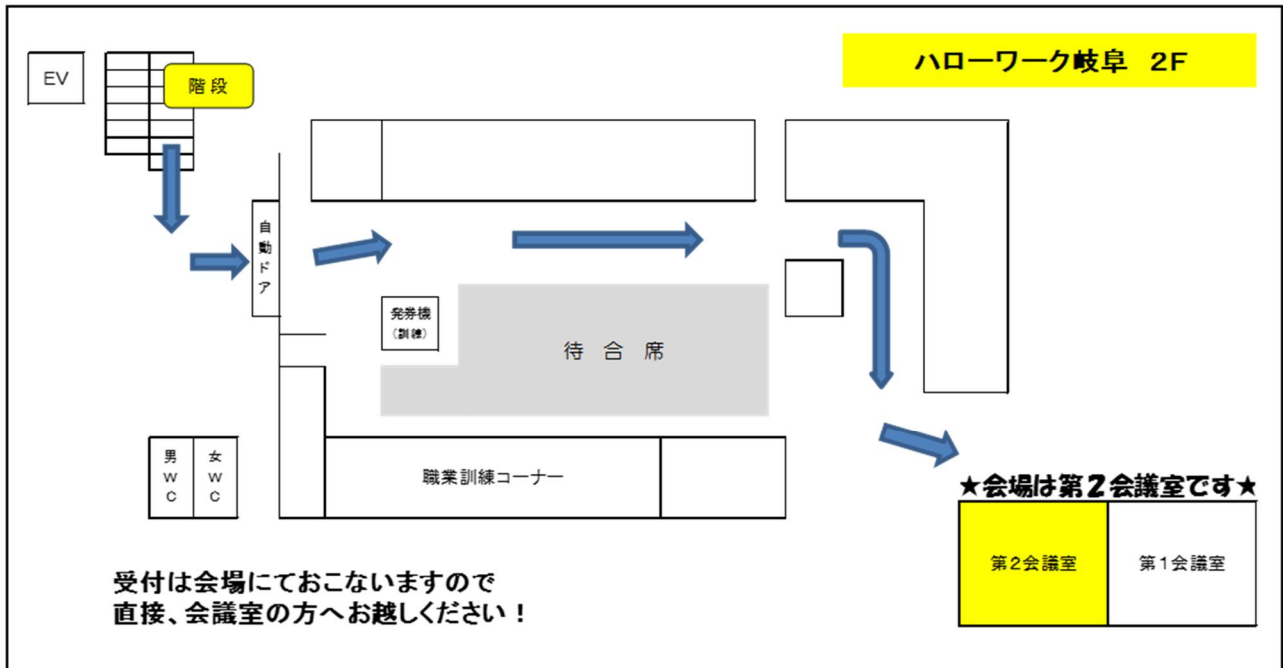 ハローワーク岐阜 2F
EV
階段
自動ドア
発券機
(訓練)
待合席
男WC
女WC
職業訓練コーナー
★会場は第2会議室です★
第2会議室
第1会議室
受付は会場にておこないますので
直接、会議室の方へお越しください！